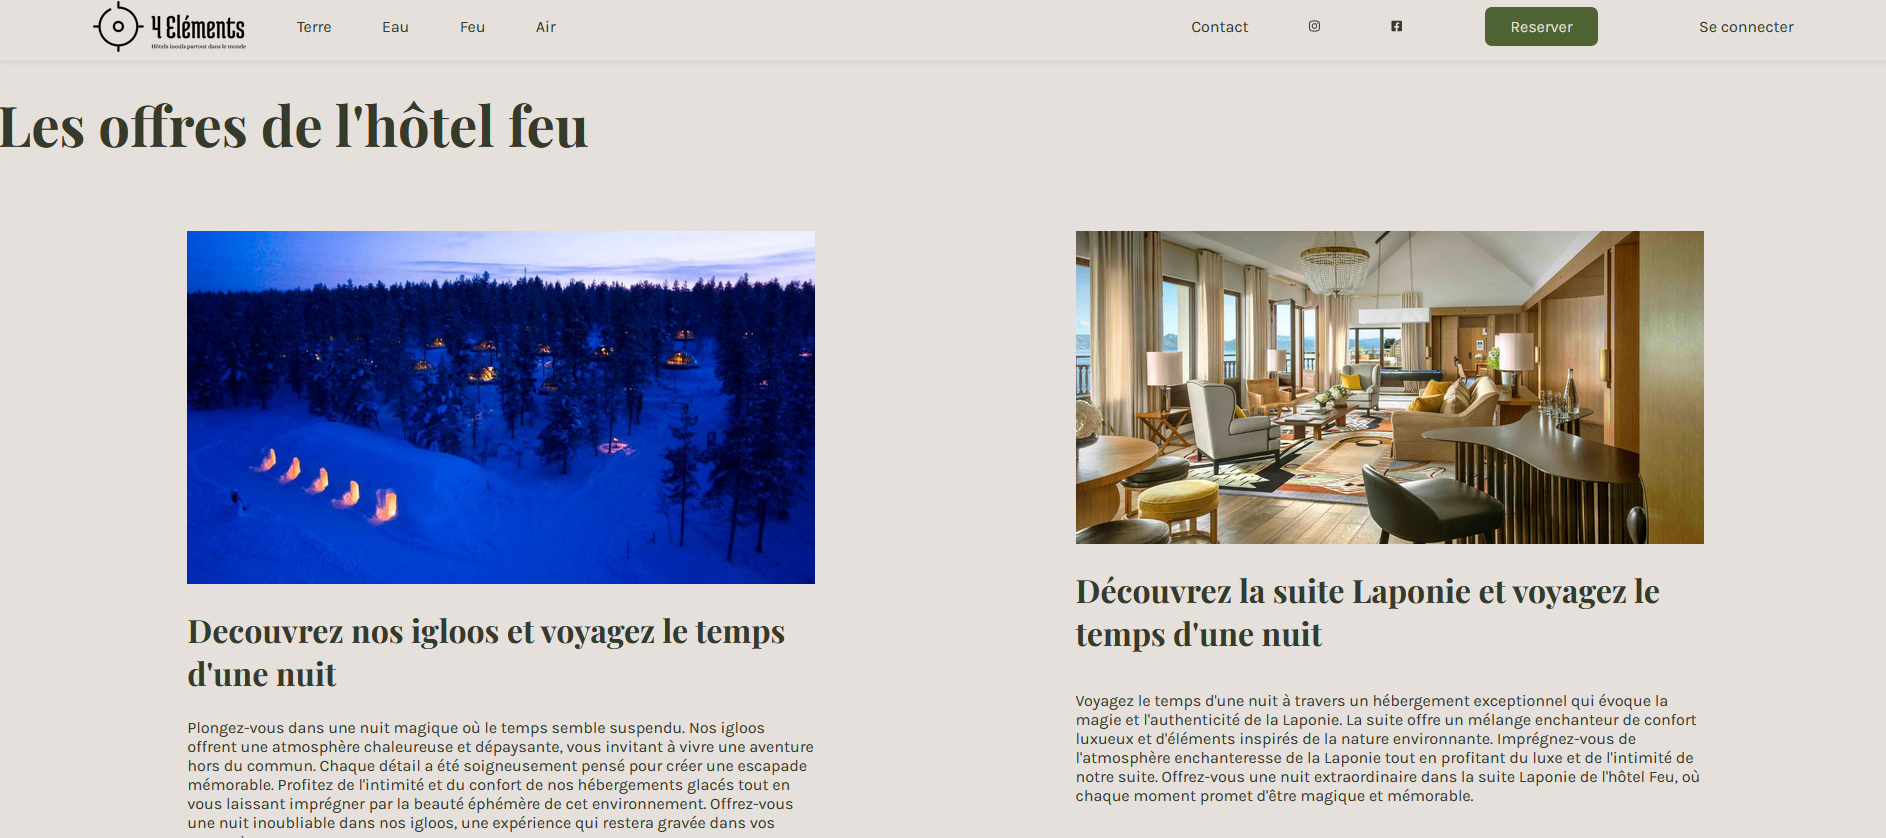 4 Eléments
Hôtels inouïs partout dans le monde
Terre Eau Feu Air Contact Reserver Se connecter
Les offres de l'hôtel feu
Decouvrez nos igloos et voyagez le temps
d'une nuit
Plongez-vous dans une nuit magique où le temps semble suspendu. Nos igloos
offrent une atmosphère chaleureuse et dépaysante, vous invitant à vivre une aventure
hors du commun. Chaque détail a été soigneusement pensé pour créer une escapade
mémorable. Profitez de l'intimité et du confort de nos hébergements glacés tout en
vous laissant imprégner par la beauté éphémère de cet environnement. Offrez-vous
une nuit inoubliable dans nos igloos, une expérience qui restera gravée dans vos
Découvrez la suite Laponie et voyagez le
temps d'une nuit
Voyagez le temps d'une nuit à travers un hébergement exceptionnel qui évoque la
magie et l'authenticité de la Laponie. La suite offre un mélange enchanteur de confort
luxueux et d'éléments inspirés de la nature environnante. Imprégnez-vous de
l'atmosphère enchanteresse de la Laponie tout en profitant du luxe et de l'intimité de
notre suite. Offrez-vous une nuit extraordinaire dans la suite Laponie de l'hôtel Feu, où
chaque moment promet d'être magique et mémorable.